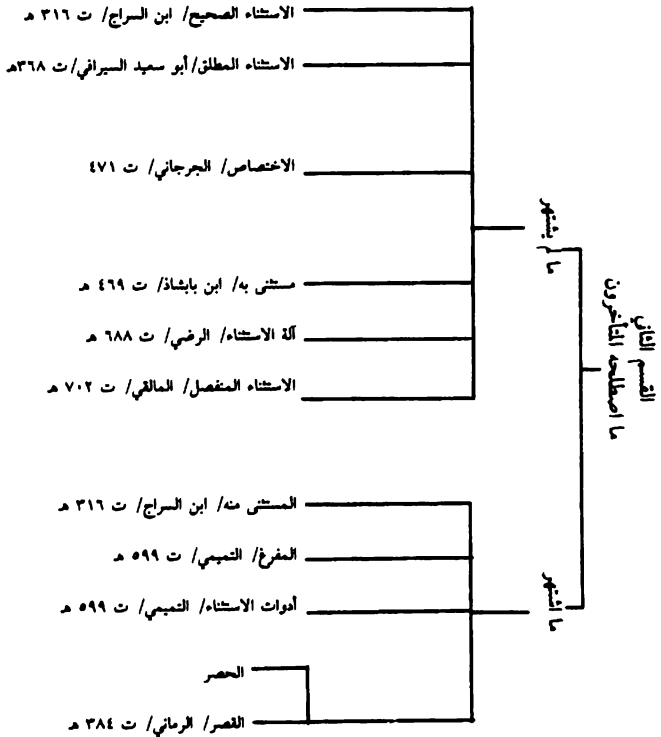 القسم الثاني
ما اصطلحه المتأخرون
ما لم يشتهر
الاستثناء الصحيح/ ابن السراج/ ت ٣١٦ هـ
الاستثناء المطلق/ أبو سعيد السيرافي/ ت ٣٦٨هـ
الاختصاص/ الجرجاني/ ت ٤٧١
مستثنى به/ ابن بابشاذ/ ت ٤٦٩ هـ
آلة الاستثناء/ الرضي/ ت ٦٨٨ هـ
الاستثناء المنفصل/ المالقي/ ت ٧٠٢ هـ
ما اشتهر
المستثنى منه/ ابن السراج/ ت ٣١٦ هـ
المفرغ/ التميمي/ ت ٥٩٩ هـ
أدوات الاستثناء/ التميمي/ ت ٥٩٩ هـ
الحصر
القصر/ الرماني/ ت ٣٨٤ هـ